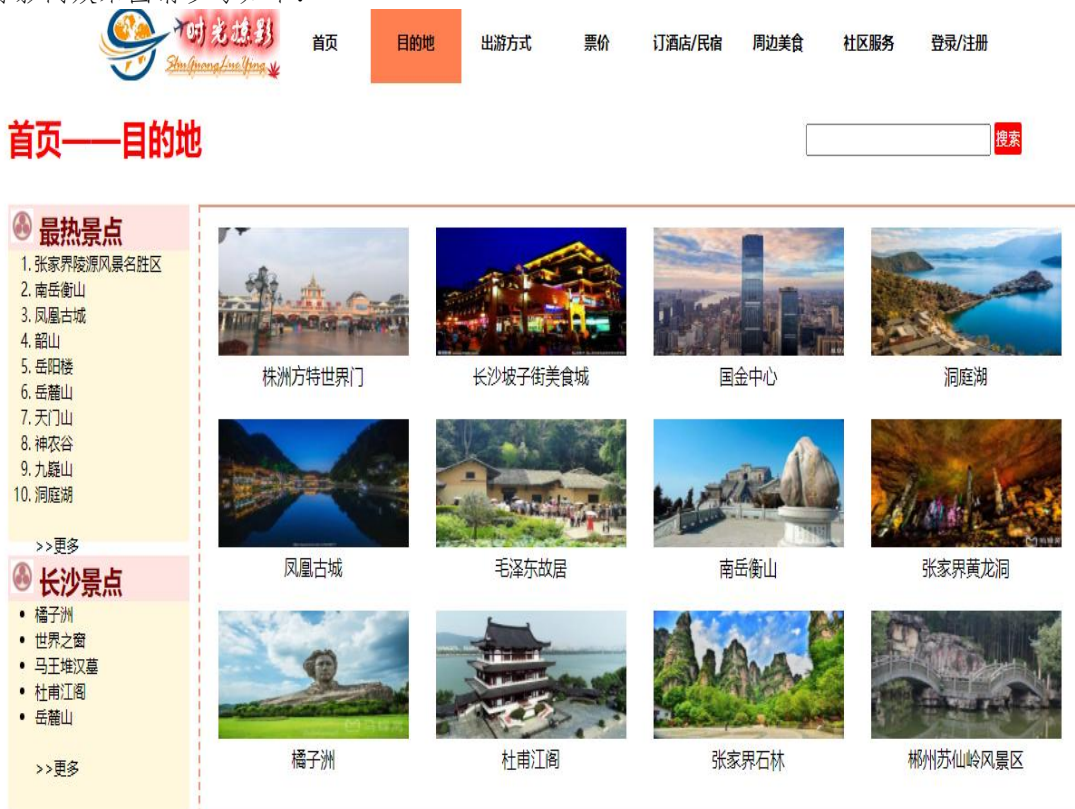 时光掠影
ShiGuangLueYing
首页 目的地 出游方式 票价 订酒店/民宿 周边美食 社区服务 登录/注册
首页——目的地
搜索
最热景点
1. 张家界陵源风景名胜区
2. 南岳衡山
3. 凤凰古城
4. 韶山
5. 岳阳楼
6. 岳麓山
7. 天门山
8. 神农谷
9. 九嶷山
10. 洞庭湖
>>更多
长沙景点
• 橘子洲
• 世界之窗
• 马王堆汉墓
• 杜甫江阁
• 岳麓山
>>更多
株洲方特世界门 长沙坡子街美食城 国金中心 洞庭湖
凤凰古城 毛泽东故居 南岳衡山 张家界黄龙洞
橘子洲 杜甫江阁 张家界石林 郴州苏仙岭风景区